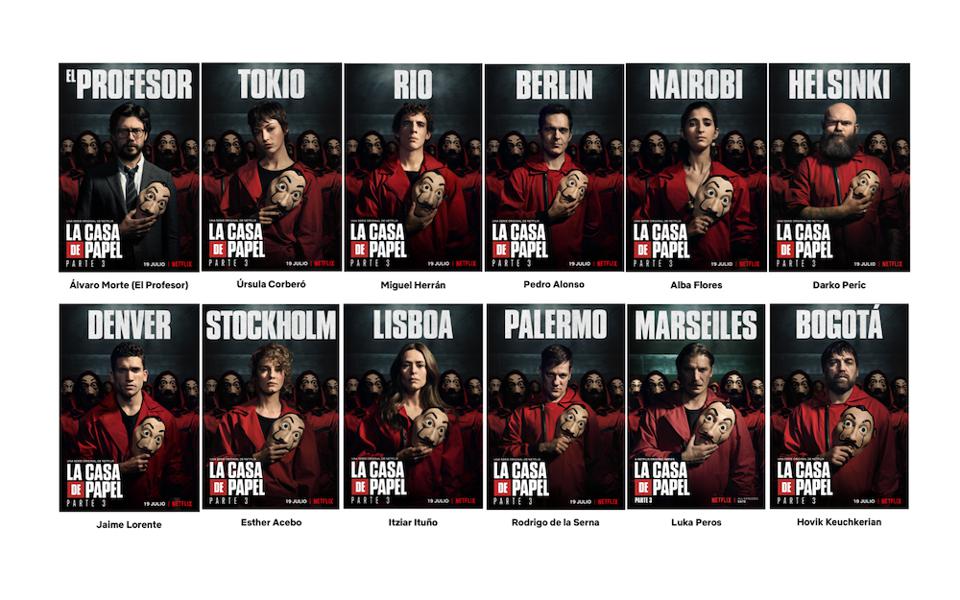 EL PROFESOR
TOKIO
RIO
BERLIN
NAIROBI
HELSINKI
UNA SERIE ORIGINAL DE NETFLIX
LA CASA
DE PAPEL
PARTE 3
19 JULIO | NETFLIX
UNA SERIE ORIGINAL DE NETFLIX
LA CASA
DE PAPEL
PARTE 3
19 JULIO | NETFLIX
UNA SERIE ORIGINAL DE NETFLIX
LA CASA
DE PAPEL
PARTE 3
19 JULIO | NETFLIX
UNA SERIE ORIGINAL DE NETFLIX
LA CASA
DE PAPEL
PARTE 3
19 JULIO | NETFLIX
UNA SERIE ORIGINAL DE NETFLIX
LA CASA
DE PAPEL
PARTE 3
19 JULIO | NETFLIX
UNA SERIE ORIGINAL DE NETFLIX
LA CASA
DE PAPEL
PARTE 3
19 JULIO | NETFLIX
Álvaro Morte (El Profesor)
Úrsula Corberó
Miguel Herrán
Pedro Alonso
Alba Flores
Darko Peric
DENVER
STOCKHOLM
LISBOA
PALERMO
MARSEILES
BOGOTÁ
UNA SERIE ORIGINAL DE NETFLIX
LA CASA
DE PAPEL
PARTE 3
19 JULIO | NETFLIX
UNA SERIE ORIGINAL DE NETFLIX
LA CASA
DE PAPEL
PARTE 3
19 JULIO | NETFLIX
UNA SERIE ORIGINAL DE NETFLIX
LA CASA
DE PAPEL
PARTE 3
19 JULIO | NETFLIX
UNA SERIE ORIGINAL DE NETFLIX
LA CASA
DE PAPEL
PARTE 3
19 JULIO | NETFLIX
LA CASA
DE PAPEL
PARTE 3
NETFLIX
UNA SERIE ORIGINAL DE NETFLIX
LA CASA
DE PAPEL
PARTE 3
19 JULIO | NETFLIX
Jaime Lorente
Esther Acebo
Itziar Ituño
Rodrigo de la Serna
Luka Peros
Hovik Keuchkerian